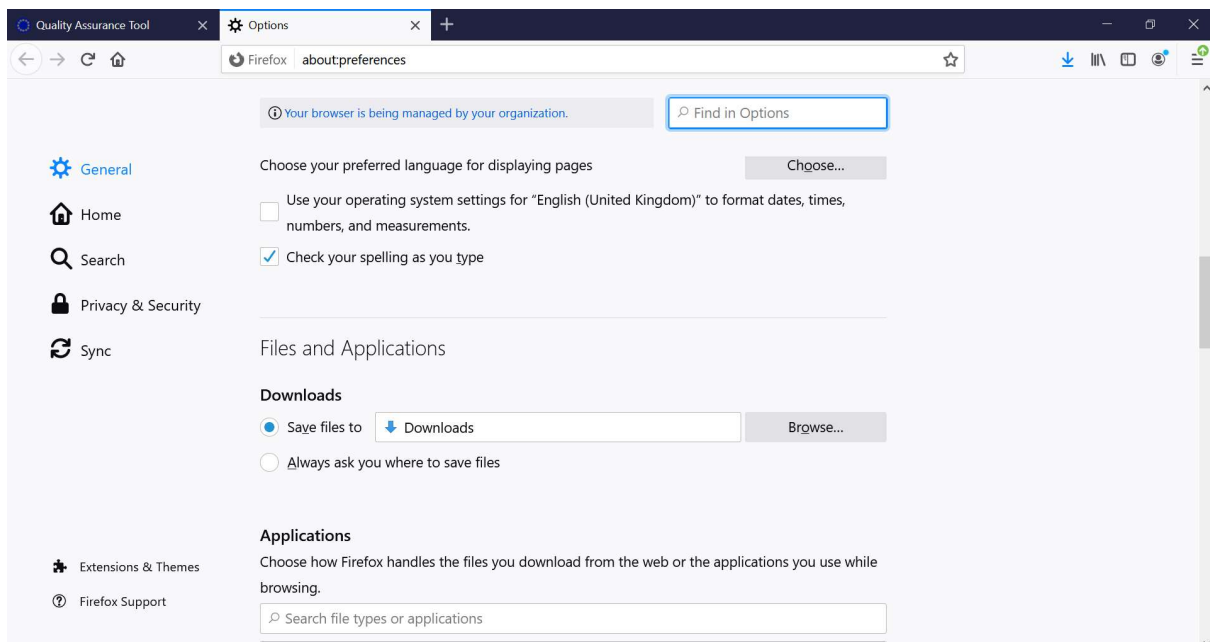 Quality Assurance Tool
Options
Firefox about:preferences
Your browser is being managed by your organization.
Find in Options
General
Home
Search
Privacy & Security
Sync
Extensions & Themes
Firefox Support
Choose your preferred language for displaying pages
Choose...
Use your operating system settings for “English (United Kingdom)” to format dates, times,
numbers, and measurements.
Check your spelling as you type
Files and Applications
Downloads
Save files to
Downloads
Browse...
Always ask you where to save files
Applications
Choose how Firefox handles the files you download from the web or the applications you use while
browsing.
Search file types or applications